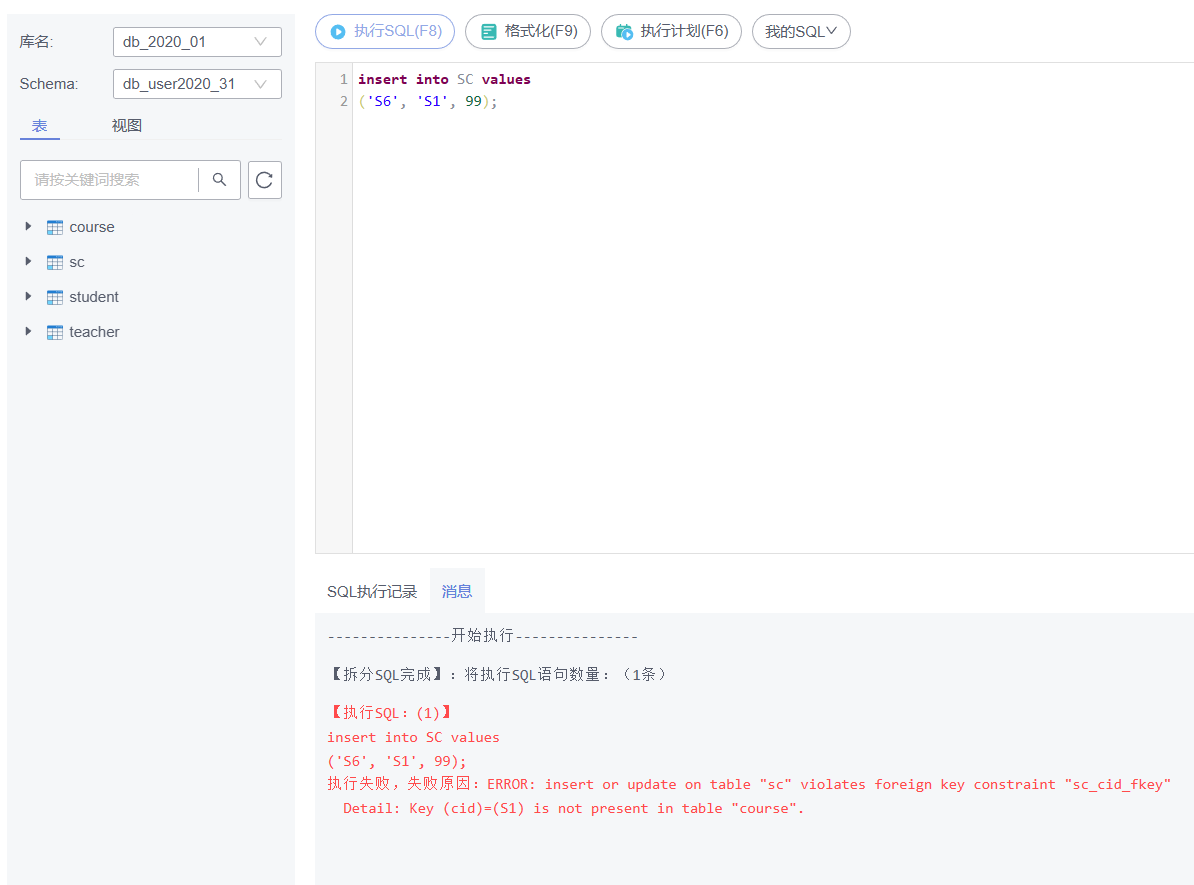 库名:
db_2020_01
Schema:
db_user2020_31
表
视图
请按关键词搜索
course
sc
student
teacher
执行SQL(F8)
格式化(F9)
执行计划(F6)
我的SQL
1 insert into SC values
2 ('S6', 'S1', 99);
SQL执行记录
消息
---------------开始执行---------------
【拆分SQL完成】：将执行SQL语句数量：（1条）
【执行SQL：(1)】
insert into SC values
('S6', 'S1', 99);
执行失败，失败原因：ERROR: insert or update on table "sc" violates foreign key constraint "sc_cid_fkey"
Detail: Key (cid)=(S1) is not present in table "course".